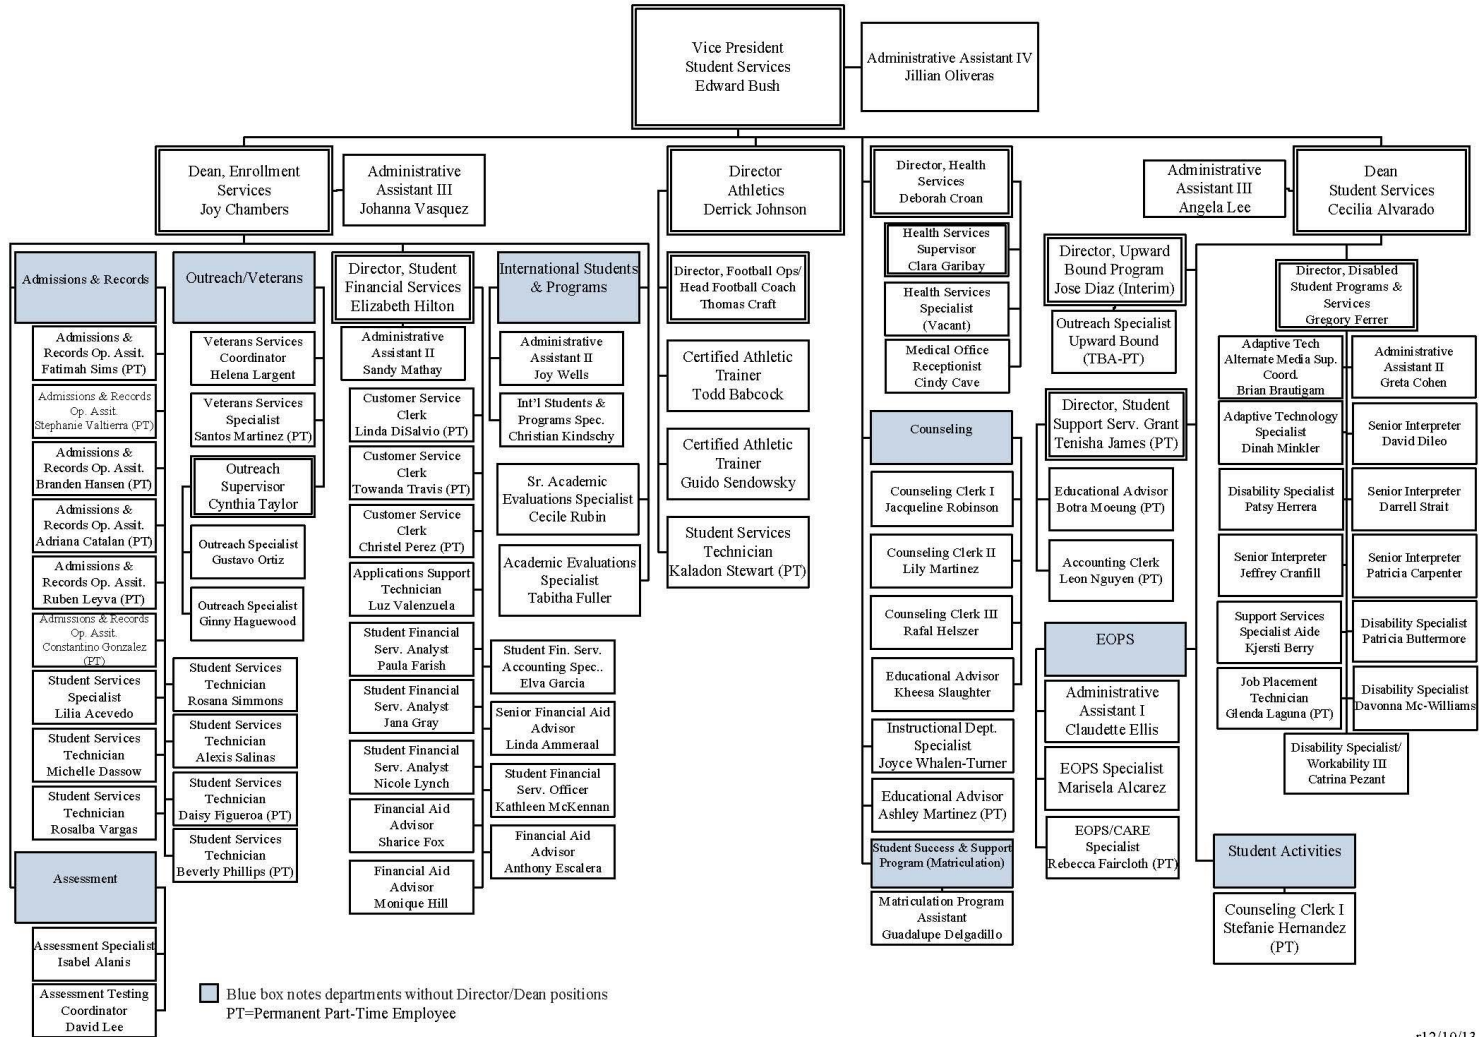 Vice President
Student Services
Edward Bush
Administrative Assistant IV
Jillian Oliveras
Dean, Enrollment
Services
Joy Chambers
Administrative
Assistant III
Johanna Vasquez
Director
Athletics
Derrick Johnson
Director, Health
Services
Deborah Croan
Administrative
Assistant III
Angela Lee
Dean
Student Services
Cecilia Alvarado
Admissions & Records
Admissions &
Records Op. Assit.
Fatimah Sims (PT)
Admissions & Records
Op. Assit.
Stephanie Valtierra (PT)
Admissions &
Records Op. Assit.
Branden Hansen (PT)
Admissions &
Records Op. Assit.
Adriana Catalan (PT)
Admissions &
Records Op. Assit.
Ruben Leyva (PT)
Admissions & Records
Op. Assit.
Constantino Gonzalez
(PT)
Student Services
Specialist
Lilia Acevedo
Student Services
Technician
Michelle Dassow
Student Services
Technician
Rosalba Vargas
Student Services
Technician
Rosana Simmons
Student Services
Technician
Alexis Salinas
Student Services
Technician
Daisy Figueroa (PT)
Student Services
Technician
Beverly Phillips (PT)
Assessment
Assessment Specialist
Isabel Alanis
Assessment Testing
Coordinator
David Lee
Outreach/Veterans
Veterans Services
Coordinator
Helena Largent
Veterans Services
Specialist
Santos Martinez (PT)
Outreach
Supervisor
Cynthia Taylor
Outreach Specialist
Gustavo Ortiz
Outreach Specialist
Ginny Haguewood
Director, Student
Financial Services
Elizabeth Hilton
Administrative
Assistant II
Sandy Mathay
Customer Service
Clerk
Linda DiSalvio (PT)
Customer Service
Clerk
Towanda Travis (PT)
Customer Service
Clerk
Christel Perez (PT)
Applications Support
Technician
Luz Valenzuela
Student Financial
Serv. Analyst
Paula Farish
Student Financial
Serv. Analyst
Jana Gray
Student Financial
Serv. Analyst
Nicole Lynch
Financial Aid
Advisor
Sharice Fox
Financial Aid
Advisor
Monique Hill
Student Fin. Serv.
Accounting Spec..
Elva Garcia
Senior Financial Aid
Advisor
Linda Ammeraal
Student Financial
Serv. Officer
Kathleen McKennan
Financial Aid
Advisor
Anthony Escalera
International Students
& Programs
Administrative
Assistant II
Joy Wells
Int'l Students &
Programs Spec.
Christian Kindschy
Sr. Academic
Evaluations Specialist
Cecile Rubin
Academic Evaluations
Specialist
Tabitha Fuller
Director, Football Ops/
Head Football Coach
Thomas Craft
Certified Athletic
Trainer
Todd Babcock
Certified Athletic
Trainer
Guido Sendowsky
Student Services
Technician
Kaladon Stewart (PT)
Health Services
Supervisor
Clara Garibay
Health Services
Specialist
(Vacant)
Medical Office
Receptionist
Cindy Cave
Counseling
Counseling Clerk I
Jacqueline Robinson
Counseling Clerk II
Lily Martinez
Counseling Clerk III
Rafal Helszer
Educational Advisor
Kheesa Slaughter
Instructional Dept.
Specialist
Joyce Whalen-Turner
Educational Advisor
Ashley Martinez (PT)
Student Success & Support
Program (Matriculation)
Matriculation Program
Assistant
Guadalupe Delgadillo
Director, Upward
Bound Program
Jose Diaz (Interim)
Outreach Specialist
Upward Bound
(TBA-PT)
Director, Student
Support Serv. Grant
Tenisha James (PT)
Educational Advisor
Botra Moeung (PT)
Accounting Clerk
Leon Nguyen (PT)
EOPS
Administrative
Assistant I
Claudette Ellis
EOPS Specialist
Marisela Alcarez
EOPS/CARE
Specialist
Rebecca Faircloth (PT)
Director, Disabled
Student Programs &
Services
Gregory Ferrer
Adaptive Tech
Alternate Media Sup.
Coord.
Brian Brautigam
Administrative
Assistant II
Greta Cohen
Adaptive Technology
Specialist
Dinah Minkler
Senior Interpreter
David Dileo
Disability Specialist
Patsy Herrera
Senior Interpreter
Darrell Strait
Senior Interpreter
Jeffrey Cranfill
Senior Interpreter
Patricia Carpenter
Support Services
Specialist Aide
Kjersti Berry
Disability Specialist
Patricia Buttermore
Job Placement
Technician
Glenda Laguna (PT)
Disability Specialist
Davonna Mc-Williams
Disability Specialist/
Workability III
Catrina Pezant
Student Activities
Counseling Clerk I
Stefanie Hernandez
(PT)
Blue box notes departments without Director/Dean positions
PT=Permanent Part-Time Employee
r12/10/13